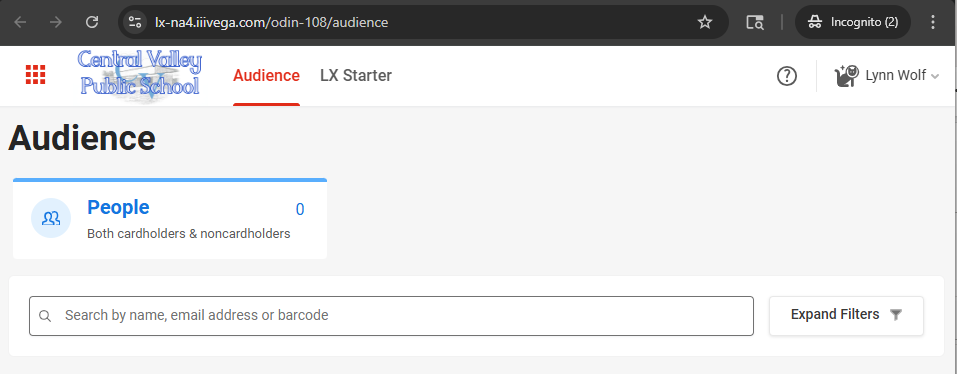 lx-na4.iiivega.com/odin-108/audience
Incognito (2)
Central Valley
Public School
Audience
LX Starter
Lynn Wolf
Audience
People
0
Both cardholders & noncardholders
Search by name, email address or barcode
Expand Filters